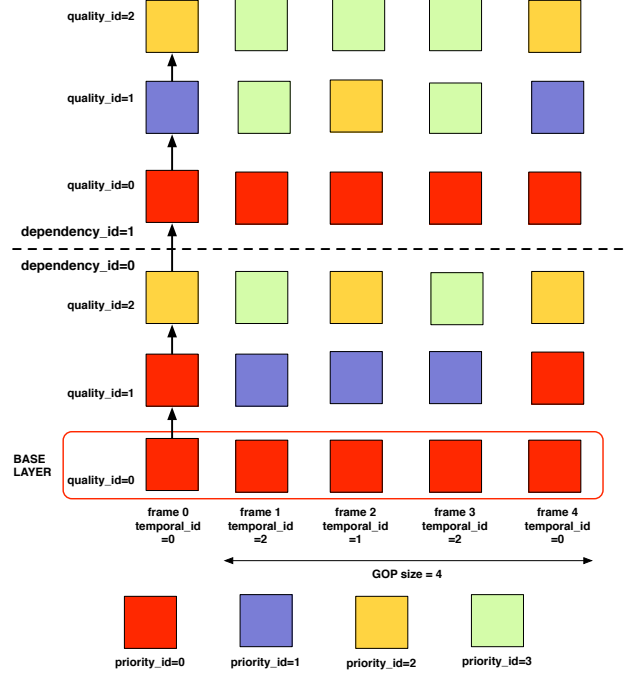 quality_id=2
quality_id=1
quality_id=0
dependency_id=1
dependency_id=0
quality_id=2
quality_id=1
BASE
LAYER
quality_id=0
frame 0
temporal_id
=0
frame 1
temporal_id
=2
frame 2
temporal_id
=1
frame 3
temporal_id
=2
frame 4
temporal_id
=0
GOP size = 4
priority_id=0
priority_id=1
priority_id=2
priority_id=3